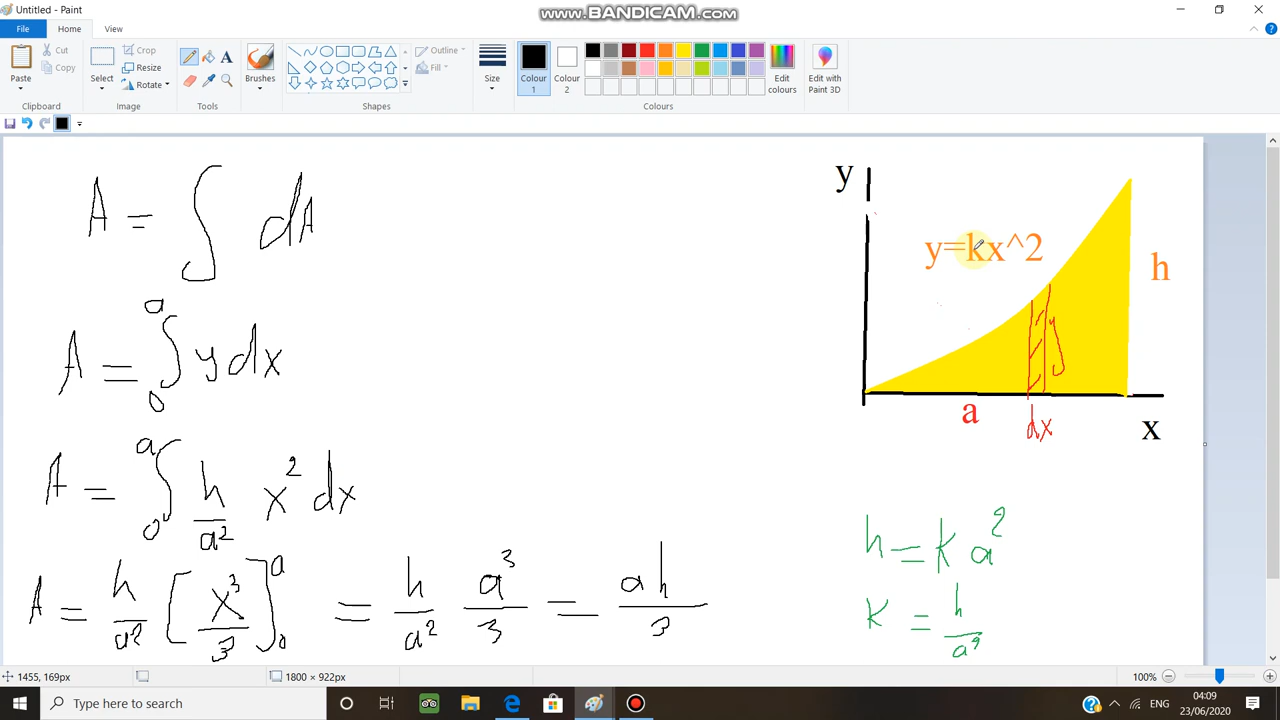 Untitled - Paint
www.BANDICAM.com
File Home View
Paste
Cut
Copy
Clipboard
Select
Crop
Resize
Rotate
Image
Tools
Brushes
Shapes
Outline
Fill
Size
Colour 1
Colour 2
Edit colours
Colours
Edit with Paint 3D
A = ∫ dA
A = ∫₀ᵃ y dx
A = ∫₀ᵃ h/a² x² dx
A = h/a² [x³/3]₀ᵃ = h/a² a³/3 = ah/3
y
y=kx^2
h
y
a
dx
x
h = k a²
k = h/a²
1455, 169px
1800 × 922px
100%
Type here to search
ENG
04:09
23/06/2020